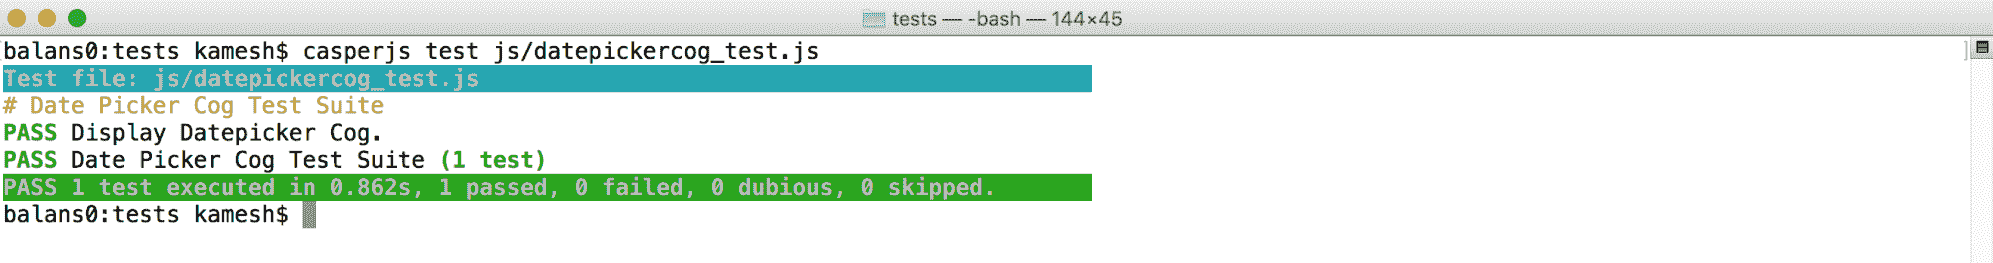 tests — -bash — 144×45
balans0:tests kamesh$ casperjs test js/datepickercog_test.js
Test file: js/datepickercog_test.js
# Date Picker Cog Test Suite
PASS Display Datepicker Cog.
PASS Date Picker Cog Test Suite (1 test)
PASS 1 test executed in 0.862s, 1 passed, 0 failed, 0 dubious, 0 skipped.
balans0:tests kamesh$